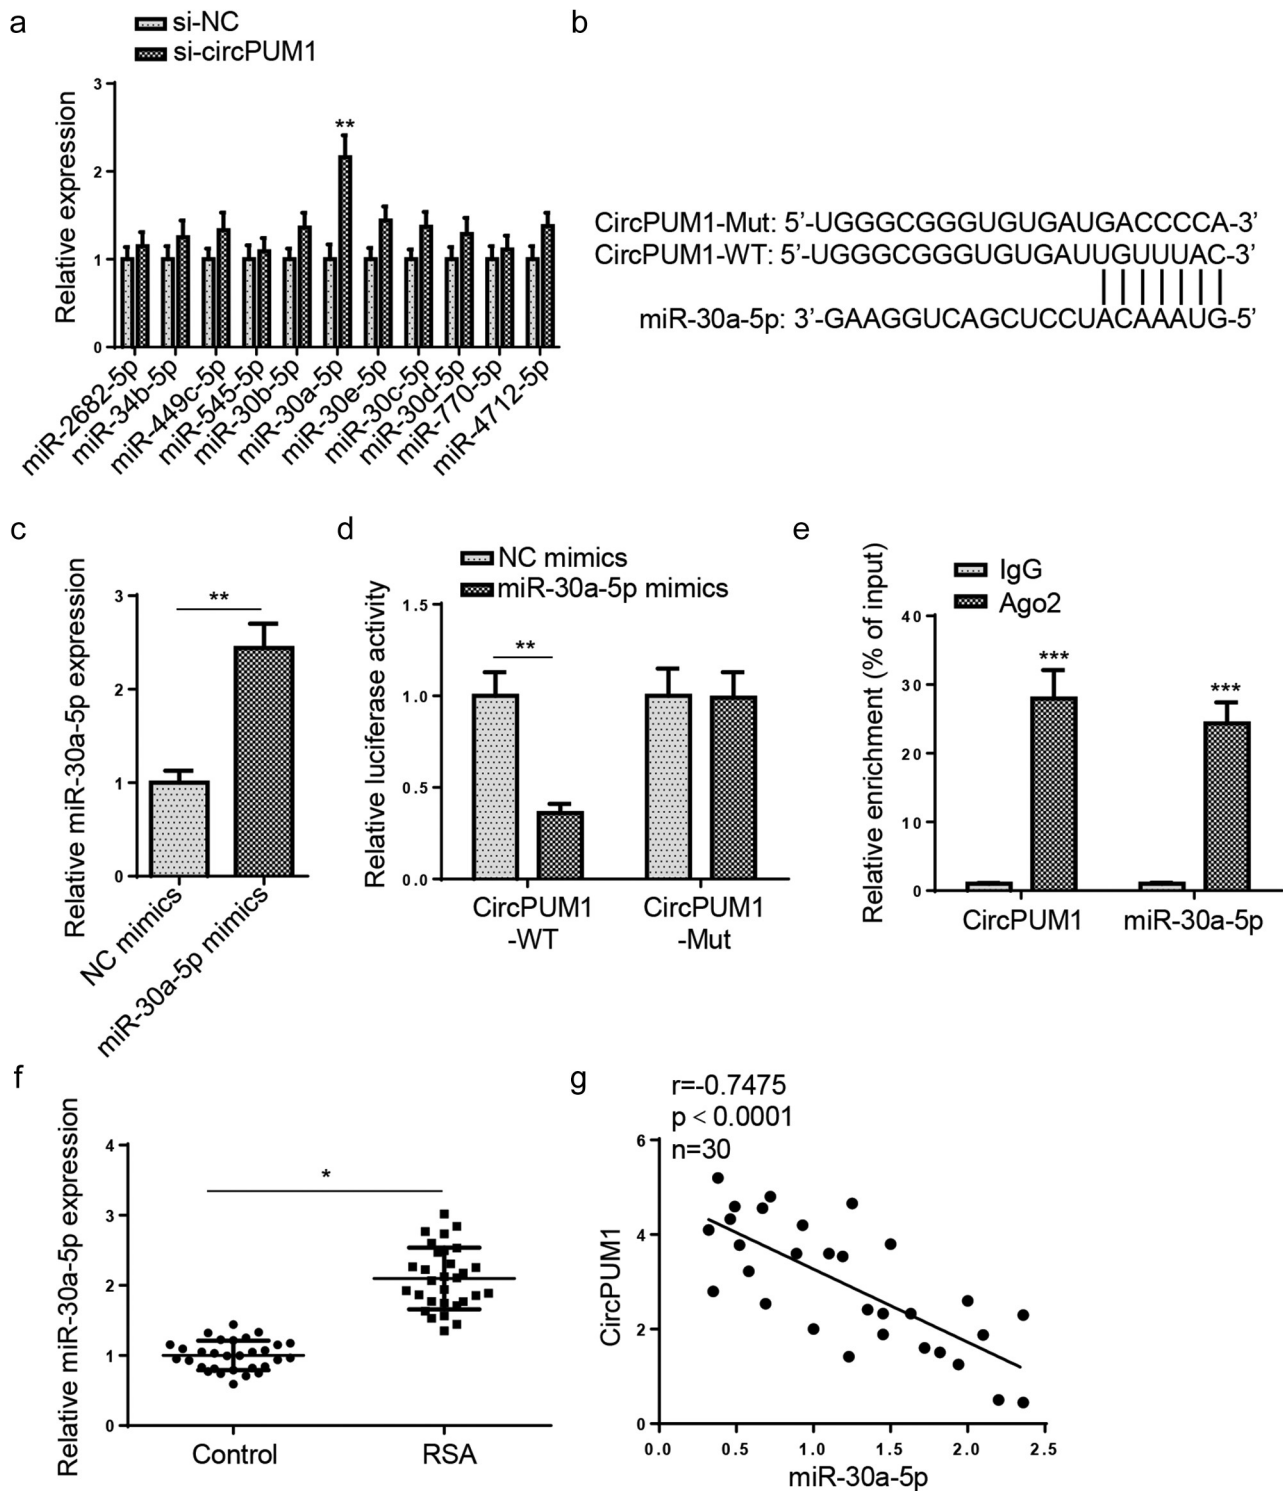 a
si-NC
si-circPUM1
Relative expression
3
2
1
0
**
miR-2682-5p
miR-34b-5p
miR-449c-5p
miR-545-5p
miR-30b-5p
miR-30a-5p
miR-30e-5p
miR-30c-5p
miR-30d-5p
miR-770-5p
miR-4712-5p
b
CircPUM1-Mut: 5’-UGGGCGGGUGUGAUGACCCCA-3’
CircPUM1-WT: 5’-UGGGCGGGUGUGAUUGUUUAC-3’
miR-30a-5p: 3’-GAAGGUCAGCUCCUACAAAUG-5’
c
Relative miR-30a-5p expression
3
2
1
0
**
NC mimics
miR-30a-5p mimics
d
NC mimics
miR-30a-5p mimics
Relative luciferase activity
1.5
1.0
0.5
0.0
**
CircPUM1
-WT
CircPUM1
-Mut
e
IgG
Ago2
Relative enrichment (% of input)
40
30
20
10
0
***
***
CircPUM1
miR-30a-5p
f
Relative miR-30a-5p expression
4
3
2
1
0
*
Control
RSA
g
r=-0.7475
p < 0.0001
n=30
CircPUM1
6
4
2
0
0.0 0.5 1.0 1.5 2.0 2.5
miR-30a-5p